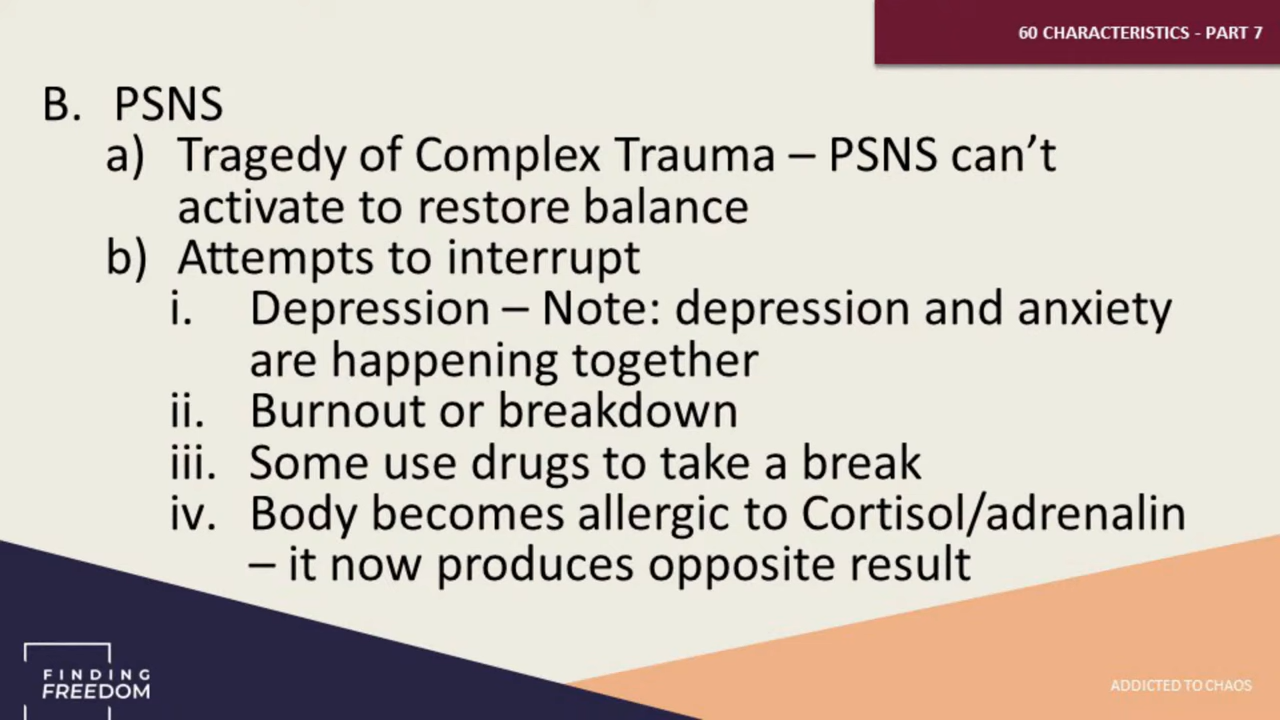 60 CHARACTERISTICS - PART 7
B. PSNS
a) Tragedy of Complex Trauma – PSNS can’t
activate to restore balance
b) Attempts to interrupt
i. Depression – Note: depression and anxiety
are happening together
ii. Burnout or breakdown
iii. Some use drugs to take a break
iv. Body becomes allergic to Cortisol/adrenalin
– it now produces opposite result
FINDING
FREEDOM
ADDICTED TO CHAOS